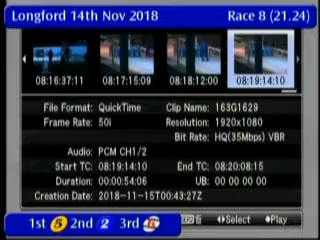 Longford 14th Nov 2018 Race 8 (21.24)
08:16:37:11 08:17:15:09 08:18:12:00 08:19:14:10
File Format: QuickTime Clip Name: 163G1629
Frame Rate: 50i Resolution: 1920x1080
Bit Rate: HQ(35Mbps) VBR
Audio: PCM CH1/2
Start TC: 08:19:14:10 End TC: 08:20:08:15
Duration: 00:00:54:06 UB: 00 00 00 00
Creation Date: 2018-11-15T00:43:27Z
1st 5 2nd 2 3rd 6 Select Play